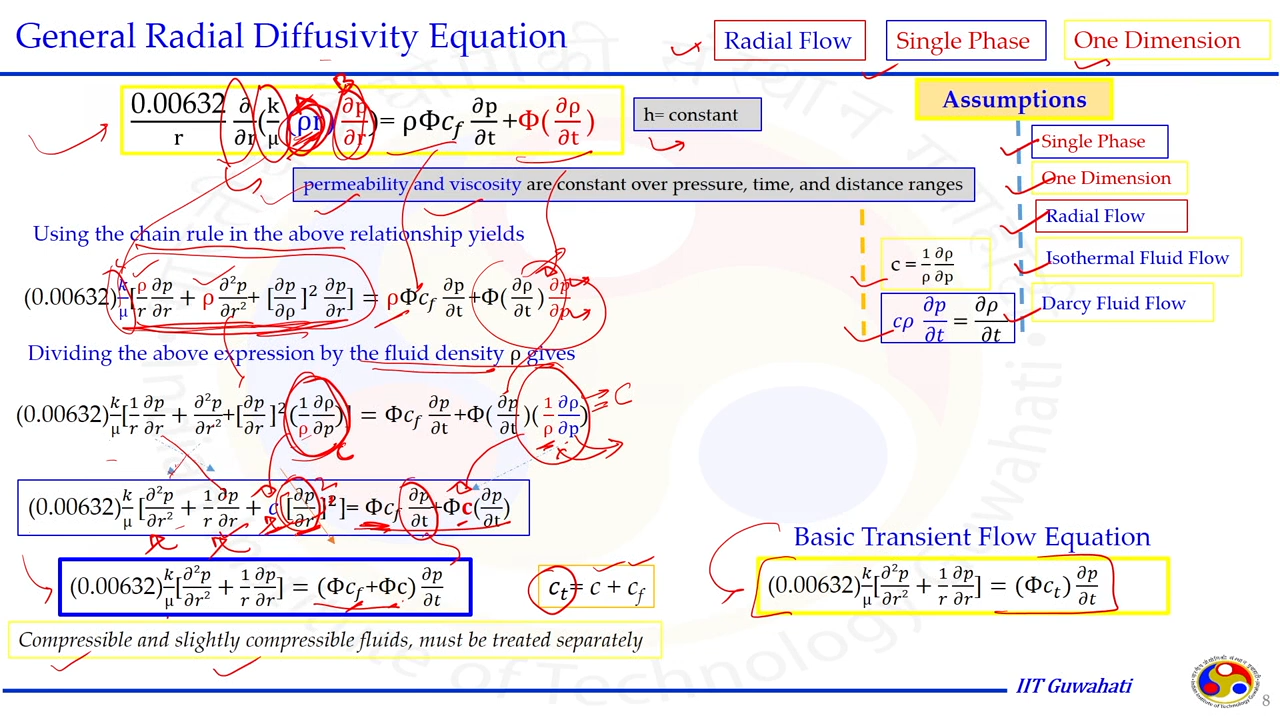 General Radial Diffusivity Equation
Radial Flow
Single Phase
One Dimension
0.00632/r ∂/∂r(k/μ (ρr) ∂p/∂r)= ρΦc_f ∂p/∂t+Φ(∂ρ/∂t)
h= constant
Assumptions
Single Phase
One Dimension
Radial Flow
Isothermal Fluid Flow
Darcy Fluid Flow
permeability and viscosity are constant over pressure, time, and distance ranges
c = 1/ρ ∂ρ/∂p
cρ ∂p/∂t = ∂ρ/∂t
Using the chain rule in the above relationship yields
(0.00632) k/μ [ρ/r ∂p/∂r + ρ ∂²p/∂r² + [∂p/∂ρ]² ∂p/∂r] = ρΦc_f ∂p/∂t+Φ(∂ρ/∂t) ∂p/∂p
Dividing the above expression by the fluid density ρ gives
(0.00632) k/μ [1/r ∂p/∂r + ∂²p/∂r² +[∂p/∂r]² (1/ρ ∂ρ/∂p)] = Φc_f ∂p/∂t+Φ(∂p/∂t)(1/ρ ∂ρ/∂p)
C
c
(0.00632) k/μ [∂²p/∂r² + 1/r ∂p/∂r + c [∂p/∂r]²]= Φc_f ∂p/∂t+Φc(∂p/∂t)
(0.00632) k/μ [∂²p/∂r² + 1/r ∂p/∂r] = (Φc_f+Φc) ∂p/∂t
c_t= c + c_f
Basic Transient Flow Equation
(0.00632) k/μ [∂²p/∂r² + 1/r ∂p/∂r] = (Φc_t) ∂p/∂t
Compressible and slightly compressible fluids, must be treated separately
IIT Guwahati
8